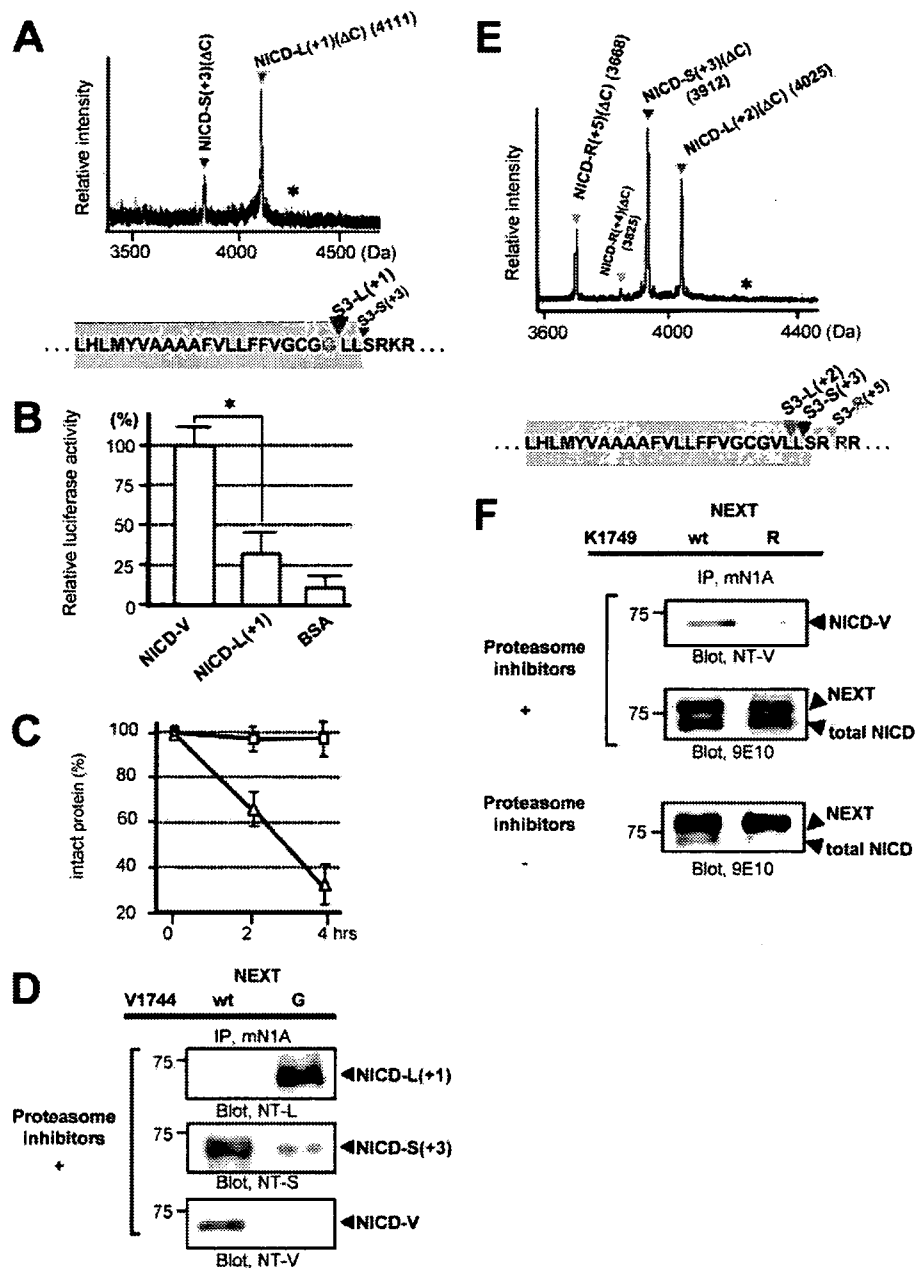 A
NICD-S(+3)(ΔC)
NICD-L(+1)(ΔC) (4111)
*
Relative intensity
3500 4000 4500 (Da)
S3-L(+1)
S3-S(+3)
...LHLMYVAAAAFVLLFFVGCGG LLSRKR...
B
(%)
100
75
50
25
0
*
Relative luciferase activity
NICD-V
NICD-L(+1)
BSA
C
100
80
60
40
20
intact protein (%)
0 2 4 hrs
D
NEXT
V1744 wt G
IP, mN1A
75
NICD-L(+1)
Blot, NT-L
Proteasome
inhibitors
+
NICD-S(+3)
Blot, NT-S
75
NICD-V
Blot, NT-V
E
NICD-R(+5)(ΔC) (3668)
NICD-R(+4)(ΔC)
(3825)
NICD-S(+3)(ΔC)
(3912)
NICD-L(+2)(ΔC) (4025)
*
Relative intensity
3600 4000 4400 (Da)
S3-L(+2)
S3-S(+3)
S3-R(+5)
...LHLMYVAAAAFVLLFFVGCGVLLSR RR...
F
NEXT
K1749 wt R
IP, mN1A
75
NICD-V
Blot, NT-V
Proteasome
inhibitors
+
75
NEXT
total NICD
Blot, 9E10
Proteasome
inhibitors
-
75
NEXT
total NICD
Blot, 9E10